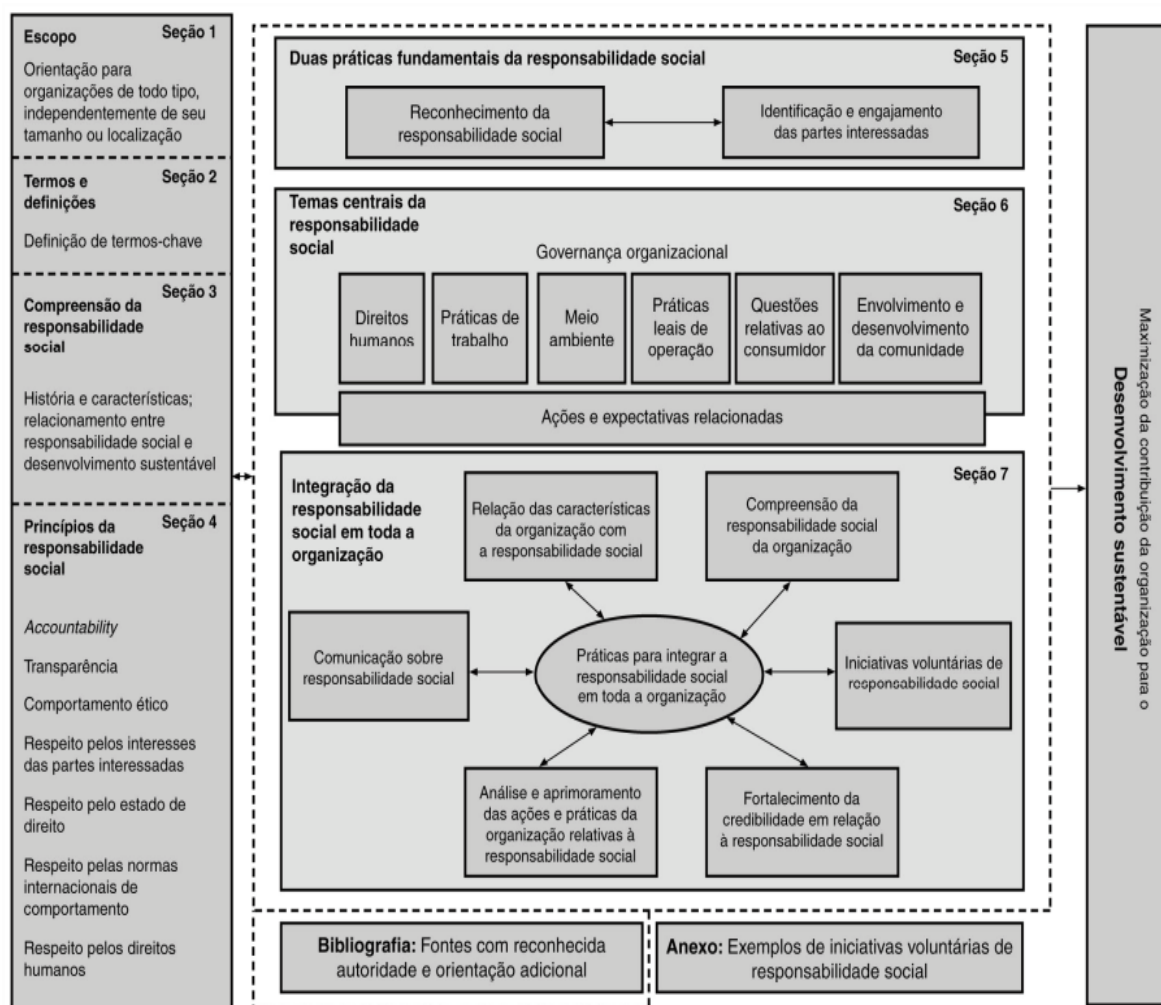 Escopo Seção 1
Orientação para
organizações de todo tipo,
independentemente de seu
tamanho ou localização
Termos e Seção 2
definições
Definição de termos-chave
Compreensão da Seção 3
responsabilidade
social
História e características;
relacionamento entre
responsabilidade social e
desenvolvimento sustentável
Princípios da Seção 4
responsabilidade
social
Accountability
Transparência
Comportamento ético
Respeito pelos interesses
das partes interessadas
Respeito pelo estado de
direito
Respeito pelas normas
internacionais de
comportamento
Respeito pelos direitos
humanos
Duas práticas fundamentais da responsabilidade social Seção 5
Reconhecimento da
responsabilidade social
Identificação e engajamento
das partes interessadas
Temas centrais da Seção 6
responsabilidade
social
Governança organizacional
Direitos
humanos
Práticas de
trabalho
Meio
ambiente
Práticas
leais de
operação
Questões
relativas ao
consumidor
Envolvimento e
desenvolvimento
da comunidade
Ações e expectativas relacionadas
Integração da Seção 7
responsabilidade
social em toda a
organização
Relação das características
da organização com
a responsabilidade social
Compreensão da
responsabilidade social
da organização
Comunicação sobre
responsabilidade social
Práticas para integrar a
responsabilidade social
em toda a organização
Iniciativas voluntárias de
responsabilidade social
Análise e aprimoramento
das ações e práticas da
organização relativas à
responsabilidade social
Fortalecimento da
credibilidade em relação
à responsabilidade social
Bibliografia: Fontes com reconhecida
autoridade e orientação adicional
Anexo: Exemplos de iniciativas voluntárias de
responsabilidade social
Maximização da contribuição da organização para o
Desenvolvimento sustentável